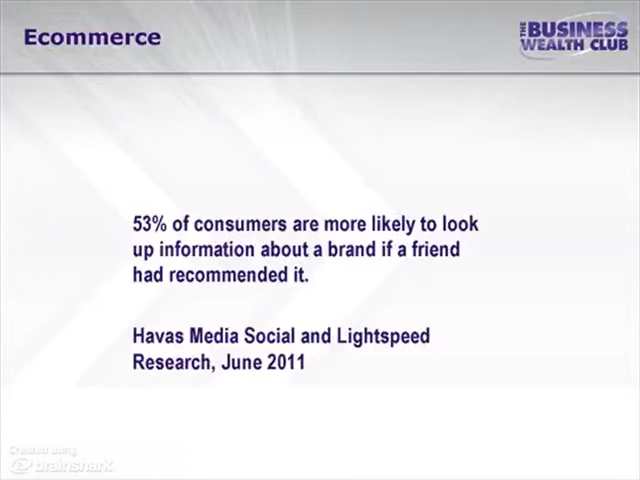 Ecommerce
THE BUSINESS
WEALTH CLUB
53% of consumers are more likely to look
up information about a brand if a friend
had recommended it.
Havas Media Social and Lightspeed
Research, June 2011
Created using
brainshark